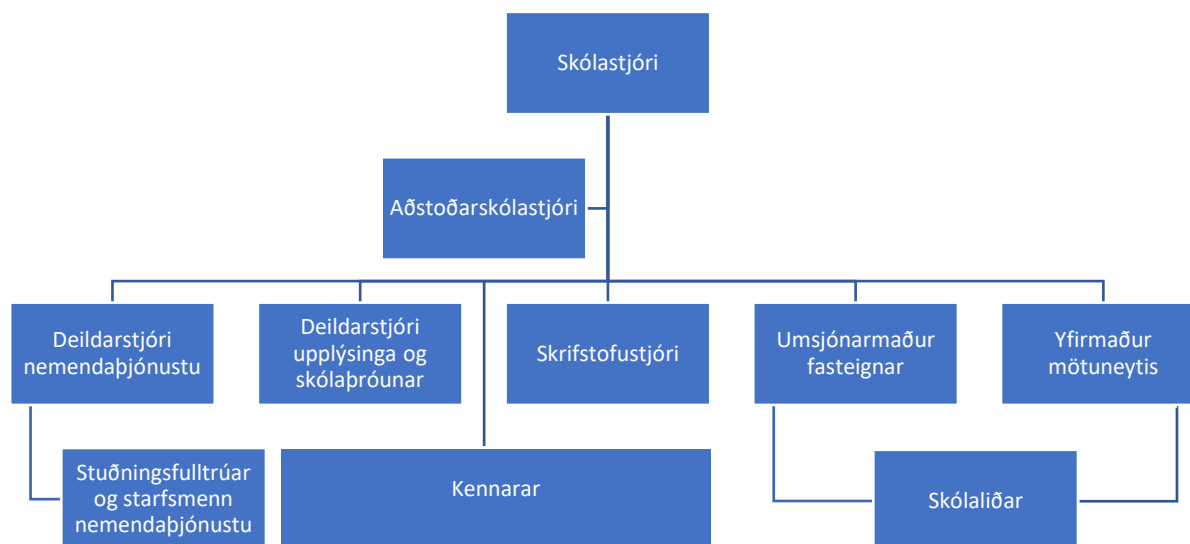 Skólastjóri
Aðstoðarskólastjóri
Deildarstjóri
nemendaþjónustu
Deildarstjóri
upplýsinga og
skólaþróunar
Skrifstofustjóri
Umsjónarmaður
fasteignar
Yfirmaður
mötuneytis
Stuðningsfulltrúar
og starfsmenn
nemendaþjónustu
Kennarar
Skólaliðar